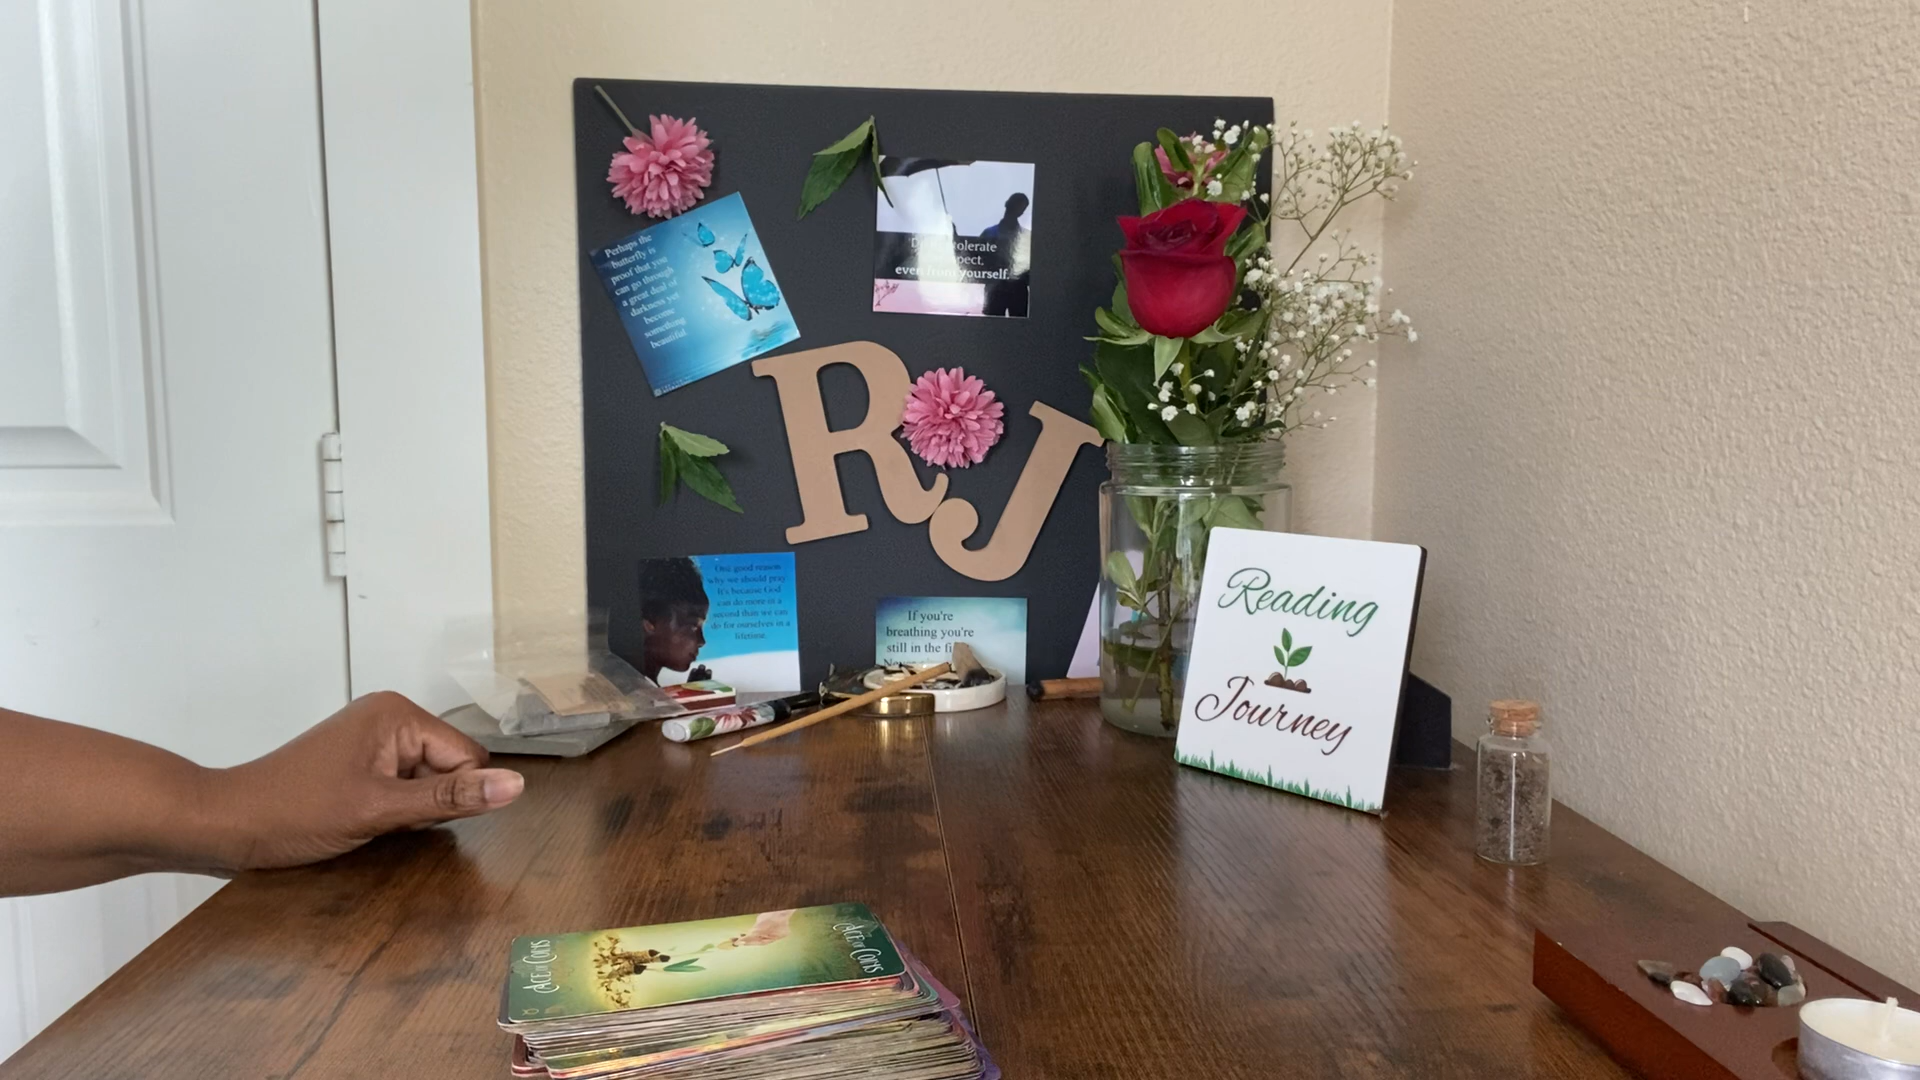 Perhaps the
butterfly is
proof that you
can go through
a great deal of
darkness yet
become
something
beautiful.
tolerate
even from yourself.
R
J
One good reason
why we should pray.
It's because God
can do more in a
second than we can
do for ourselves in a
lifetime.
If you're
breathing you're
still in the
Reading
Journey
ACE OF COINS
ACE OF COINS